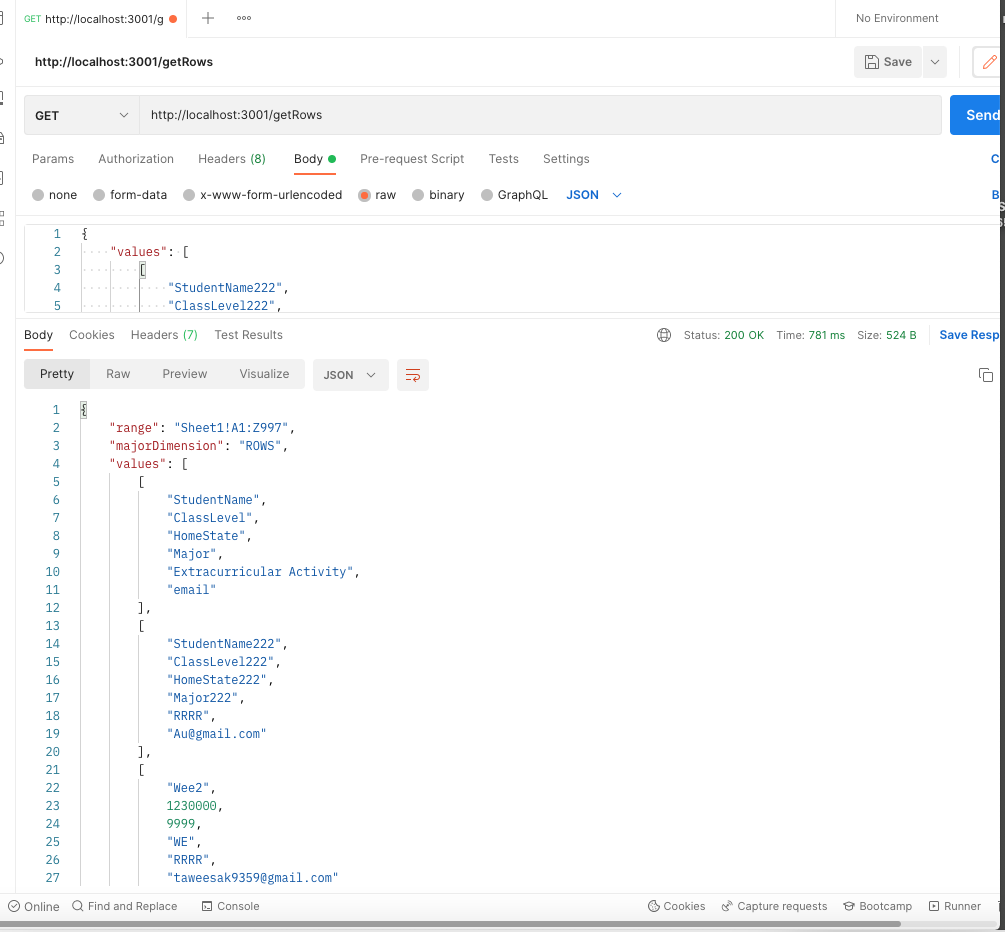 GET http://localhost:3001/g
No Environment
http://localhost:3001/getRows
Save
GET http://localhost:3001/getRows Send
Params Authorization Headers (8) Body Pre-request Script Tests Settings C
none form-data x-www-form-urlencoded raw binary GraphQL JSON B
1 {
2 "values": [
3 [
4 "StudentName222",
5 "ClassLevel222",
Body Cookies Headers (7) Test Results Status: 200 OK Time: 781 ms Size: 524 B Save Resp
Pretty Raw Preview Visualize JSON
1 {
2 "range": "Sheet1!A1:Z997",
3 "majorDimension": "ROWS",
4 "values": [
5 [
6 "StudentName",
7 "ClassLevel",
8 "HomeState",
9 "Major",
10 "Extracurricular Activity",
11 "email"
12 ],
13 [
14 "StudentName222",
15 "ClassLevel222",
16 "HomeState222",
17 "Major222",
18 "RRRR",
19 "Au@gmail.com"
20 ],
21 [
22 "Wee2",
23 1230000,
24 9999,
25 "WE",
26 "RRRR",
27 "taweesak9359@gmail.com"
Online Find and Replace Console Cookies Capture requests Bootcamp Runner